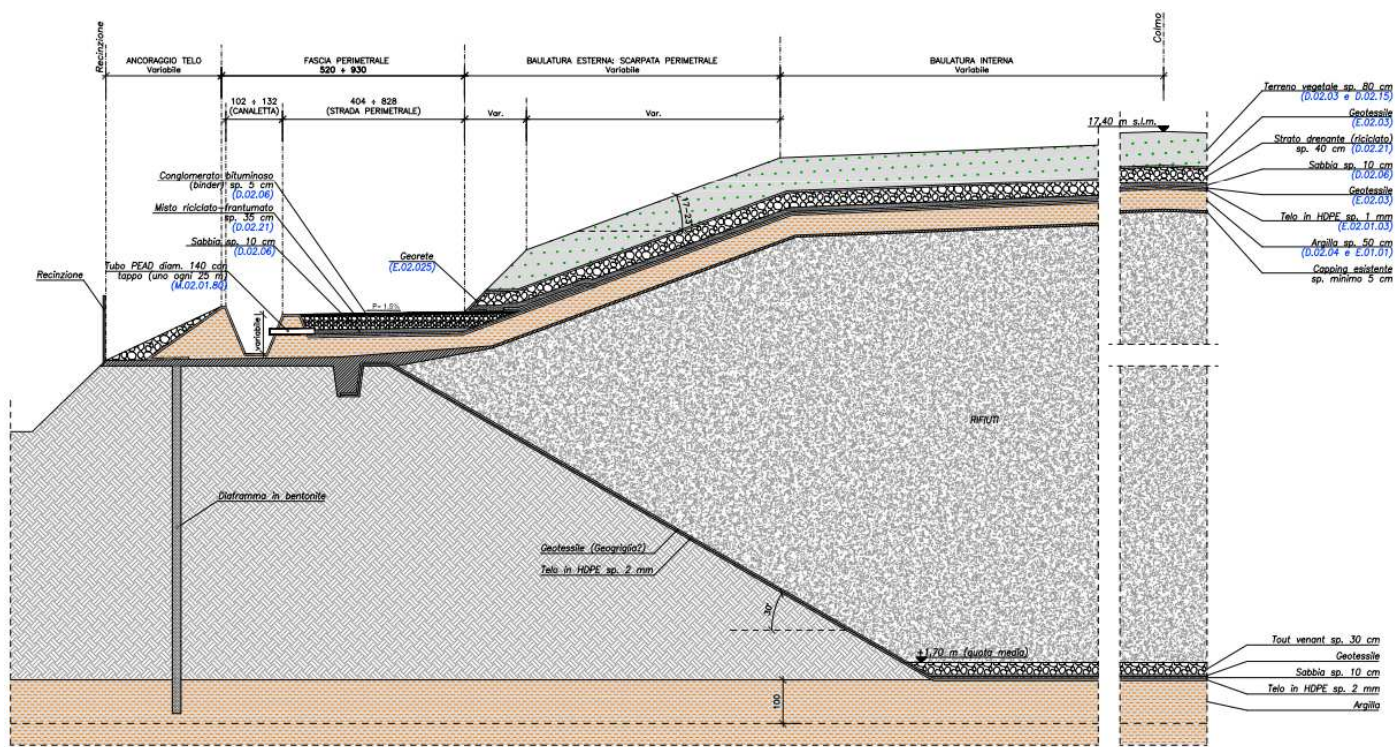 Recinzione
ANCORAGGIO TELO
Variabile
FASCIA PERIMETRALE
520 ÷ 930
BAULATURA ESTERNA: SCARPATA PERIMETRALE
Variabile
BAULATURA INTERNA
Variabile
Colmo
102 ÷ 132
(CANALETTA)
404 ÷ 828
(STRADA PERIMETRALE)
Var.
Var.
17,40 m s.l.m.
Terreno vegetale sp. 80 cm
(D.02.03 e D.02.15)
Geotessile
(E.02.03)
Strato drenante (riciclato)
sp. 40 cm (D.02.21)
Sabbia sp. 10 cm
(D.02.06)
Geotessile
(E.02.03)
Telo in HDPE sp. 1 mm
(E.02.01.03)
Argilla sp. 50 cm
(D.02.04 e E.01.01)
Capping esistente
sp. minimo 5 cm
Conglomerato bituminoso
(binder) sp. 5 cm
(D.02.06)
Misto riciclato frantumato
sp. 35 cm
(D.02.21)
Sabbia sp. 10 cm
(D.02.06)
Tubo PEAD diam. 140 con
tappo (uno ogni 25 m)
(M.02.01.80)
Georete
(E.02.025)
Recinzione
P= 1,0%
variabile
RIFIUTI
Diaframma in bentonite
Geotessile (Geogriglia?)
Telo in HDPE sp. 2 mm
30°
+1,70 m (quota media)
100
Tout venant sp. 30 cm
Geotessile
Sabbia sp. 10 cm
Telo in HDPE sp. 2 mm
Argilla